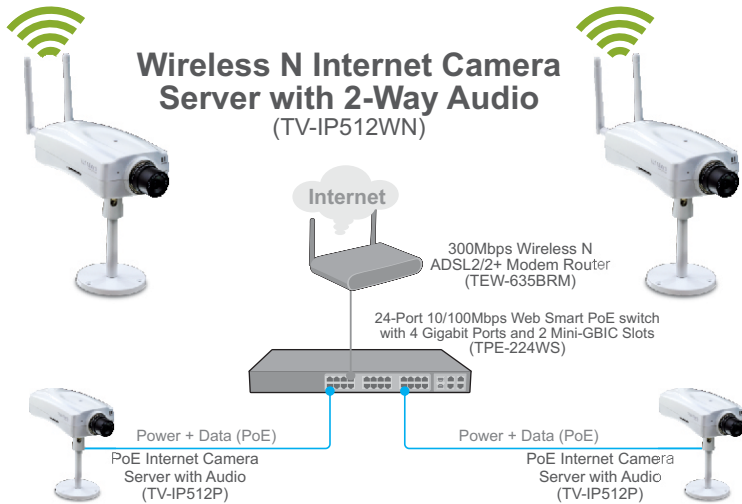 Wireless N Internet Camera
Server with 2-Way Audio
(TV-IP512WN)
Internet
300Mbps Wireless N
ADSL2/2+ Modem Router
(TEW-635BRM)
24-Port 10/100Mbps Web Smart PoE switch
with 4 Gigabit Ports and 2 Mini-GBIC Slots
(TPE-224WS)
Power + Data (PoE)
Power + Data (PoE)
PoE Internet Camera
Server with Audio
(TV-IP512P)
PoE Internet Camera
Server with Audio
(TV-IP512P)